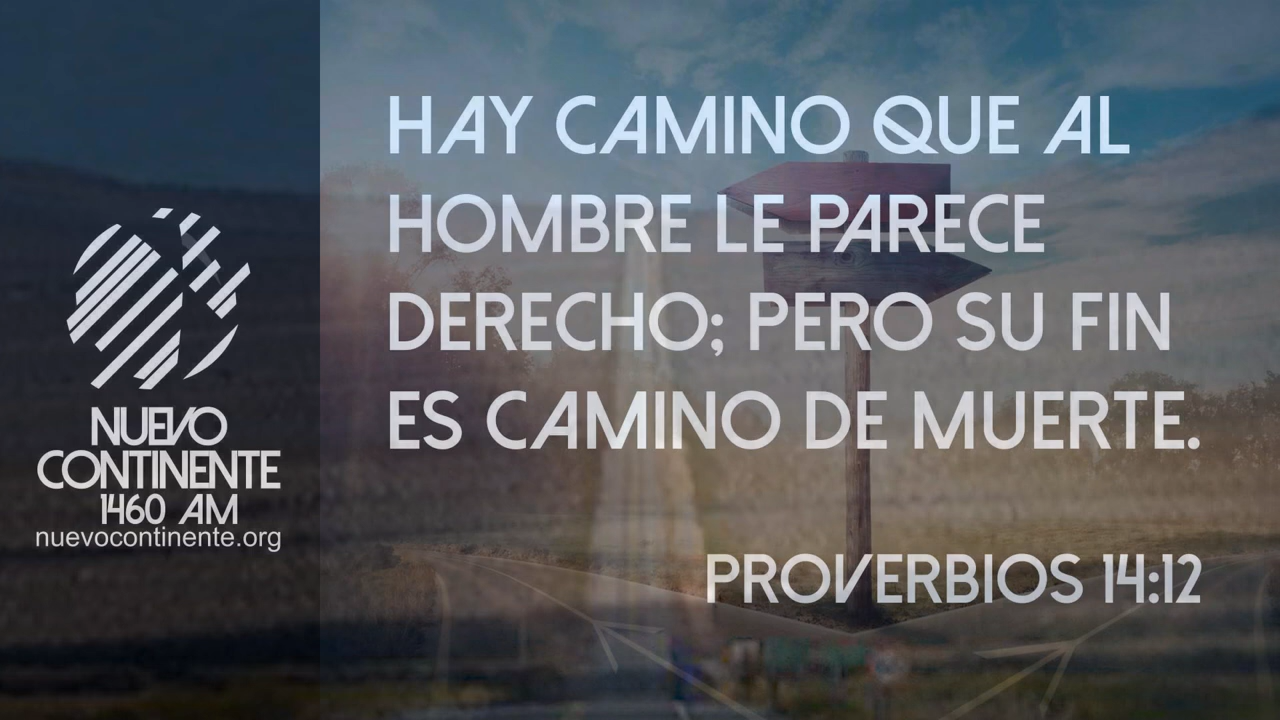 HAY CAMINO QUE AL
HOMBRE LE PARECE
DERECHO; PERO SU FIN
ES CAMINO DE MUERTE.
PROVERBIOS 14:12
NUEVO
CONTINENTE
1460 AM
nuevocontinente.org